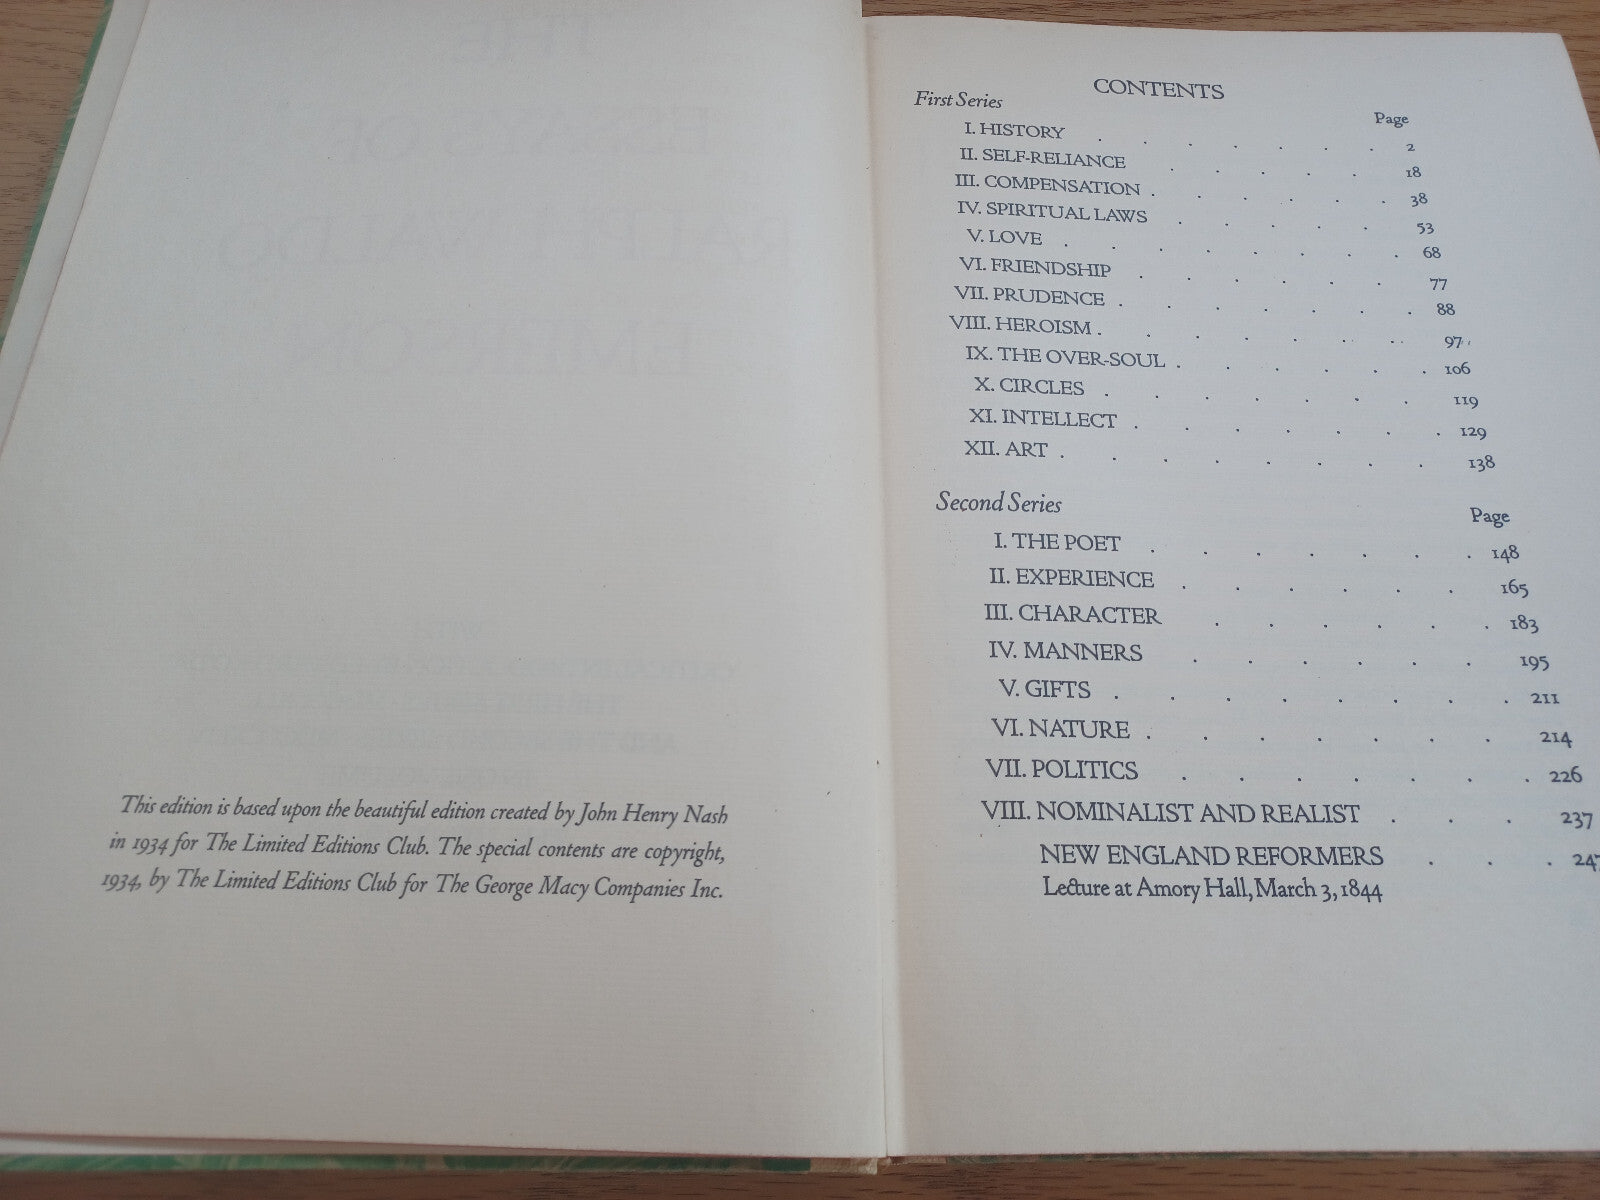 This edition is based upon the beautiful edition created by John Henry Nash
in 1934 for The Limited Editions Club. The special contents are copyright,
1934, by The Limited Editions Club for The George Macy Companies Inc.
CONTENTS
First Series
Page
I. HISTORY . . . . . . . 2
II. SELF-RELIANCE . . . . . 18
III. COMPENSATION . . . . . . 38
IV. SPIRITUAL LAWS . . . . . 53
V. LOVE . . . . . . . . 68
VI. FRIENDSHIP . . . . . . 77
VII. PRUDENCE . . . . . . . 88
VIII. HEROISM . . . . . . . 97
IX. THE OVER-SOUL . . . . . . 106
X. CIRCLES . . . . . . . 119
XI. INTELLECT . . . . . . . 129
XII. ART . . . . . . . . 138
Second Series
Page
I. THE POET . . . . . . . 148
II. EXPERIENCE . . . . . . 165
III. CHARACTER . . . . . . 183
IV. MANNERS . . . . . . 195
V. GIFTS . . . . . . . . 211
VI. NATURE . . . . . . . 214
VII. POLITICS . . . . . . . 226
VIII. NOMINALIST AND REALIST . . . 237
NEW ENGLAND REFORMERS . . . 247
Lecture at Amory Hall, March 3, 1844